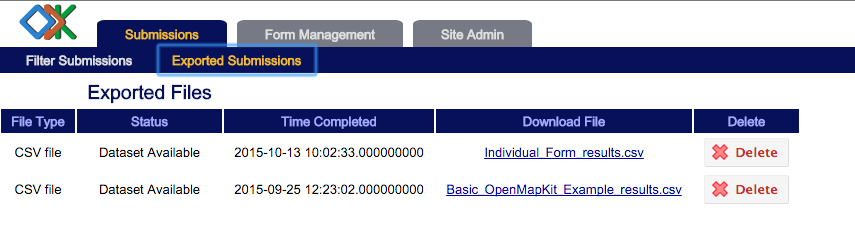 Submissions Form Management Site Admin
Filter Submissions Exported Submissions
Exported Files
File Type Status Time Completed Download File Delete
CSV file Dataset Available 2015-10-13 10:02:33.000000000 Individual_Form_results.csv Delete
CSV file Dataset Available 2015-09-25 12:23:02.000000000 Basic_OpenMapKit_Example_results.csv Delete